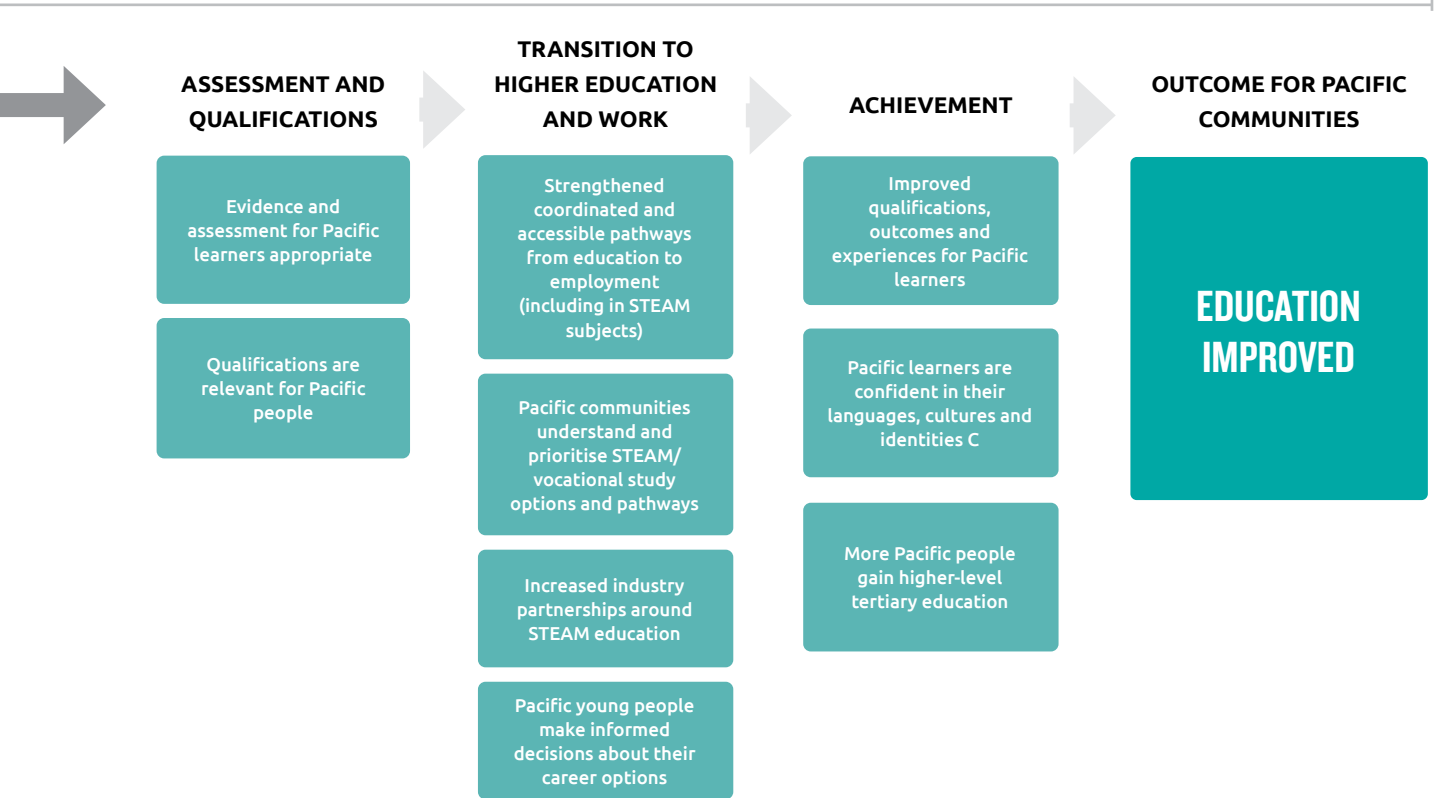 ASSESSMENT AND
QUALIFICATIONS
Evidence and
assessment for Pacific
learners appropriate
Qualifications are
relevant for Pacific
people
TRANSITION TO
HIGHER EDUCATION
AND WORK
Strengthened
coordinated and
accessible pathways
from education to
employment
(including in STEAM
subjects)
Pacific communities
understand and
prioritise STEAM/
vocational study
options and pathways
Increased industry
partnerships around
STEAM education
Pacific young people
make informed
decisions about their
career options
ACHIEVEMENT
Improved
qualifications,
outcomes and
experiences for Pacific
learners
Pacific learners are
confident in their
languages, cultures and
identities C
More Pacific people
gain higher-level
tertiary education
OUTCOME FOR PACIFIC
COMMUNITIES
EDUCATION
IMPROVED